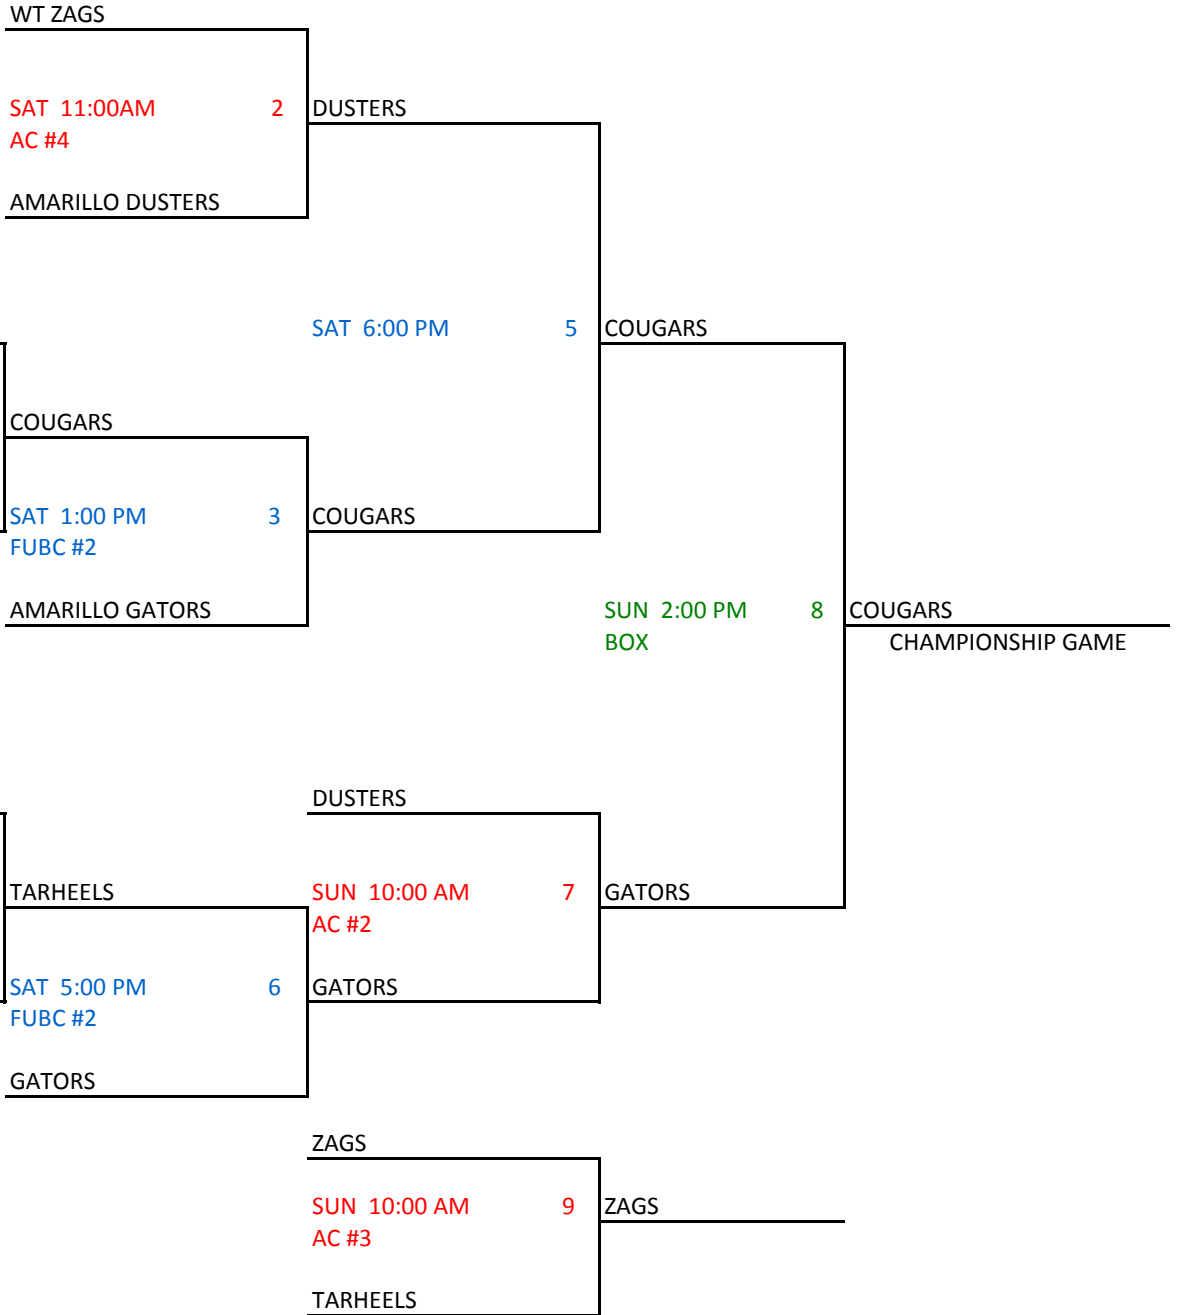 WT ZAGS
SAT 11:00AM 2 DUSTERS
AC #4
AMARILLO DUSTERS
SAT 6:00 PM 5 COUGARS
COUGARS
SAT 1:00 PM 3 COUGARS
FUBC #2
AMARILLO GATORS SUN 2:00 PM 8 COUGARS
BOX CHAMPIONSHIP GAME
DUSTERS
TARHEELS SUN 10:00 AM 7 GATORS
AC #2
SAT 5:00 PM 6 GATORS
FUBC #2
GATORS
ZAGS
SUN 10:00 AM 9 ZAGS
AC #3
TARHEELS